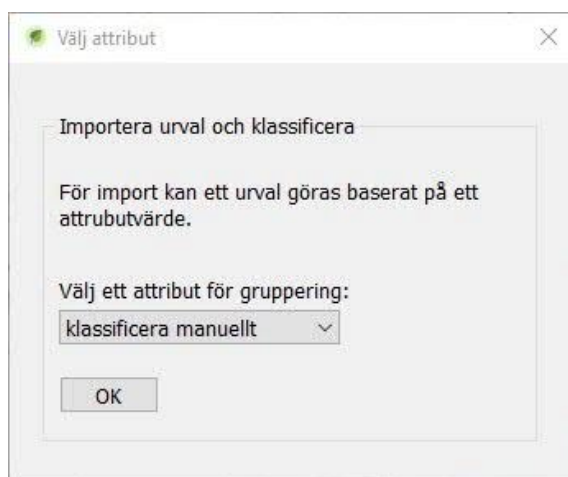 Välj attribut
Importera urval och klassificera
För import kan ett urval göras baserat på ett
attrubutvärde.
Välj ett attribut för gruppering:
klassificera manuellt
OK